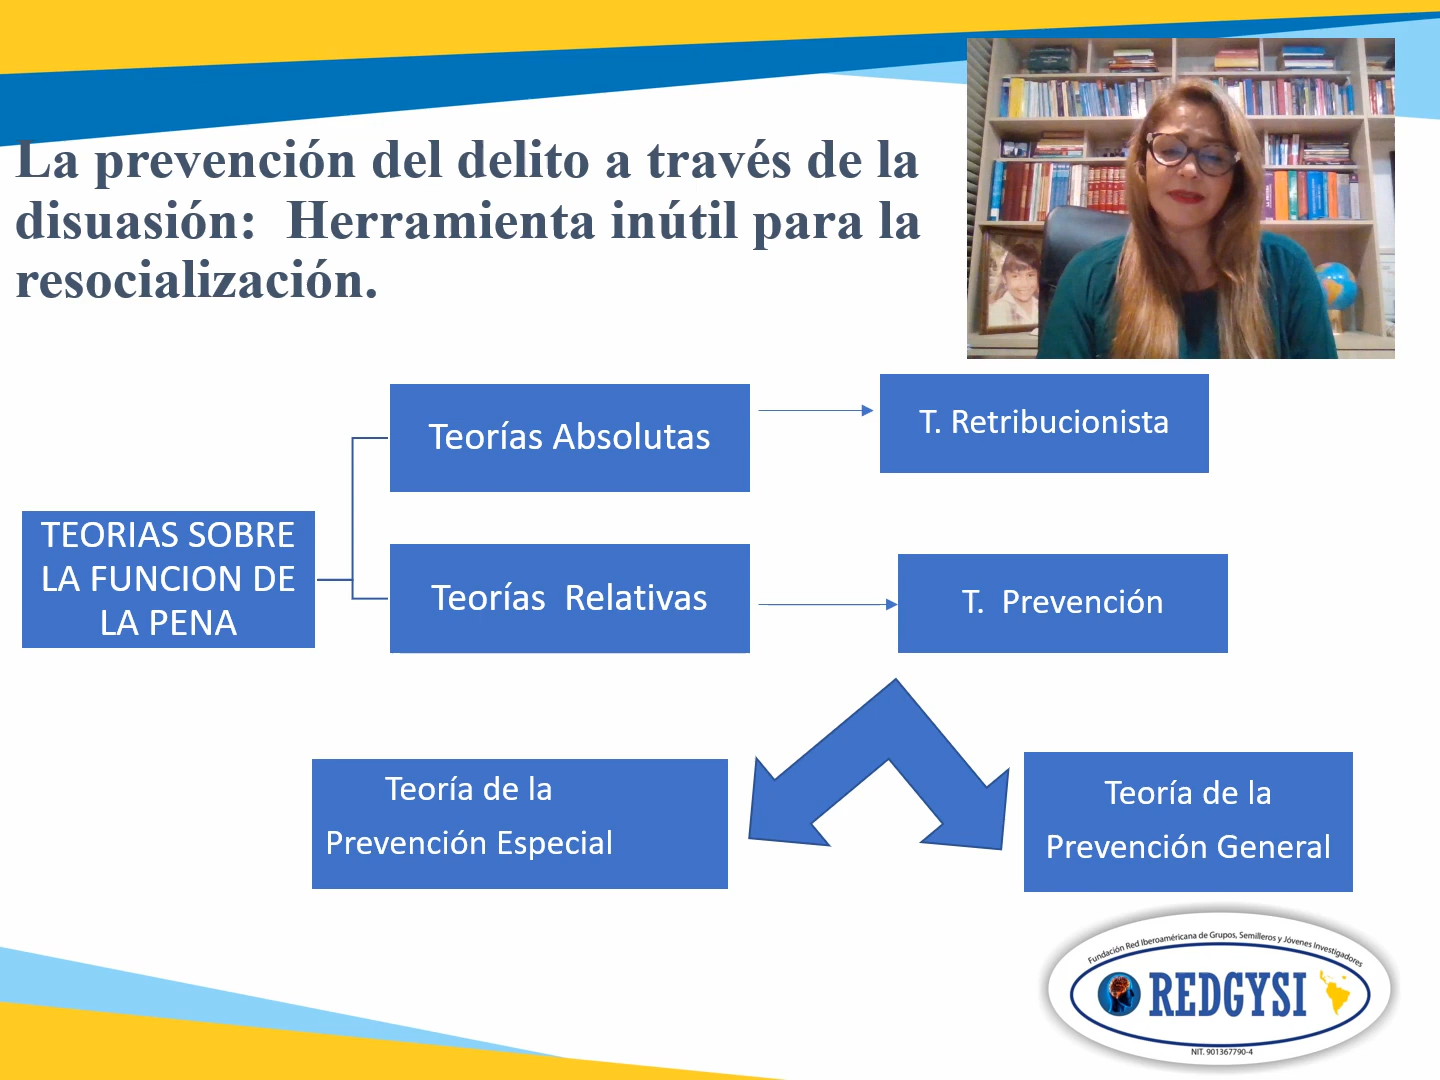 La prevención del delito a través de la
disuasión: Herramienta inútil para la
resocialización.
Teorías Absolutas
T. Retribucionista
TEORIAS SOBRE
LA FUNCION DE
LA PENA
Teorías Relativas
T. Prevención
Teoría de la
Prevención Especial
Teoría de la
Prevención General
Fundación Red Iberoamericana de Grupos, Semilleros y Jóvenes Investigadores
REDGYSI
NIT. 901367790-4